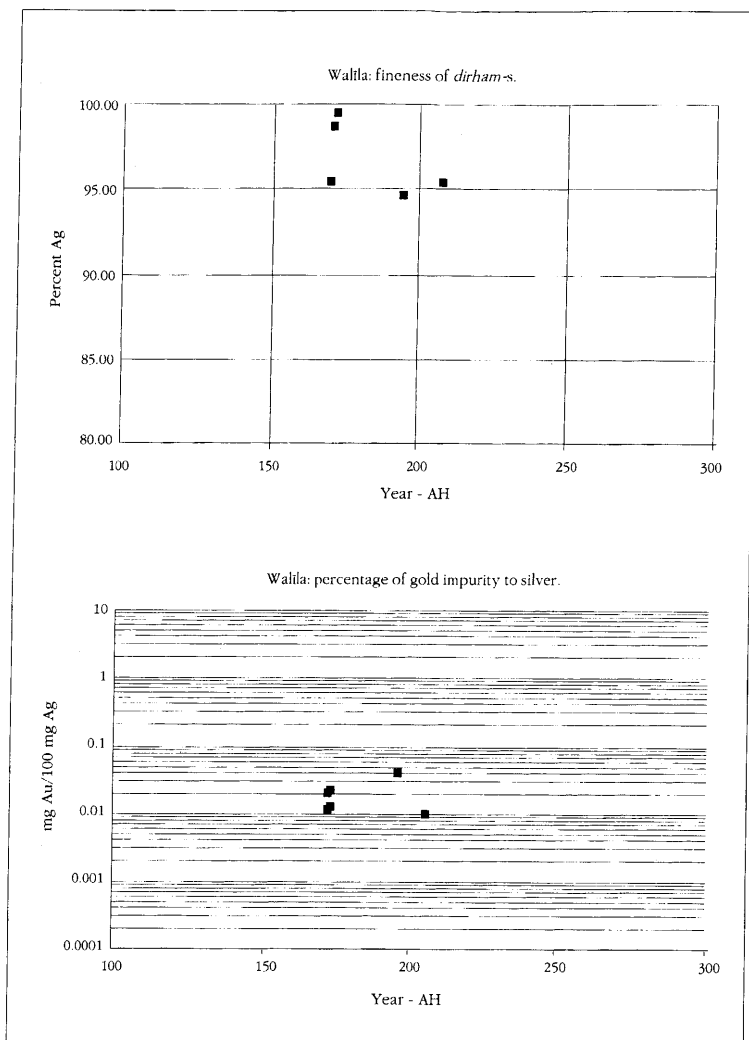 Walīla: fineness of dirham-s.
100.00
95.00
90.00
85.00
80.00
Percent Ag
100 150 200 250 300
Year - AH
Walīla: percentage of gold impurity to silver.
10
1
0.1
0.01
0.001
0.0001
mg Au/100 mg Ag
100 150 200 250 300
Year - AH